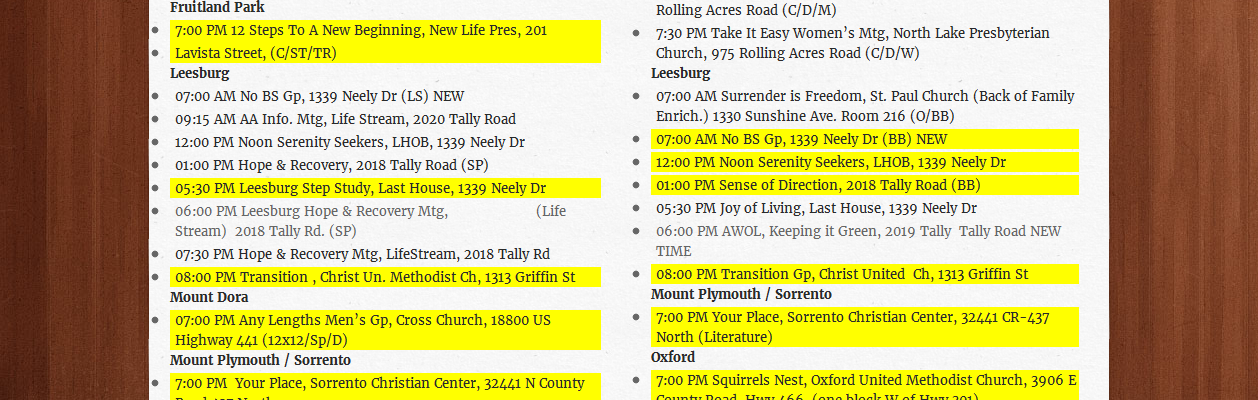 Fruitland Park
7:00 PM 12 Steps To A New Beginning, New Life Pres, 201
Lavista Street, (C/ST/TR)
Leesburg
07:00 AM No BS Gp, 1339 Neely Dr (LS) NEW
09:15 AM AA Info. Mtg, Life Stream, 2020 Tally Road
12:00 PM Noon Serenity Seekers, LHOB, 1339 Neely Dr
01:00 PM Hope & Recovery, 2018 Tally Road (SP)
05:30 PM Leesburg Step Study, Last House, 1339 Neely Dr
06:00 PM Leesburg Hope & Recovery Mtg, (Life
Stream) 2018 Tally Rd. (SP)
07:30 PM Hope & Recovery Mtg, LifeStream, 2018 Tally Rd
08:00 PM Transition , Christ Un. Methodist Ch, 1313 Griffin St
Mount Dora
07:00 PM Any Lengths Men's Gp, Cross Church, 18800 US
Highway 441 (12x12/Sp/D)
Mount Plymouth / Sorrento
7:00 PM Your Place, Sorrento Christian Center, 32441 N County
Rolling Acres Road (C/D/M)
7:30 PM Take It Easy Women's Mtg, North Lake Presbyterian
Church, 975 Rolling Acres Road (C/D/W)
Leesburg
07:00 AM Surrender is Freedom, St. Paul Church (Back of Family
Enrich.) 1330 Sunshine Ave. Room 216 (O/BB)
07:00 AM No BS Gp, 1339 Neely Dr (BB) NEW
12:00 PM Noon Serenity Seekers, LHOB, 1339 Neely Dr
01:00 PM Sense of Direction, 2018 Tally Road (BB)
05:30 PM Joy of Living, Last House, 1339 Neely Dr
06:00 PM AWOL, Keeping it Green, 2019 Tally Tally Road NEW
TIME
08:00 PM Transition Gp, Christ United Ch, 1313 Griffin St
Mount Plymouth / Sorrento
7:00 PM Your Place, Sorrento Christian Center, 32441 CR-437
North (Literature)
Oxford
7:00 PM Squirrels Nest, Oxford United Methodist Church, 3906 E
County Road, Hwy 466, (one block W of Hwy 301)